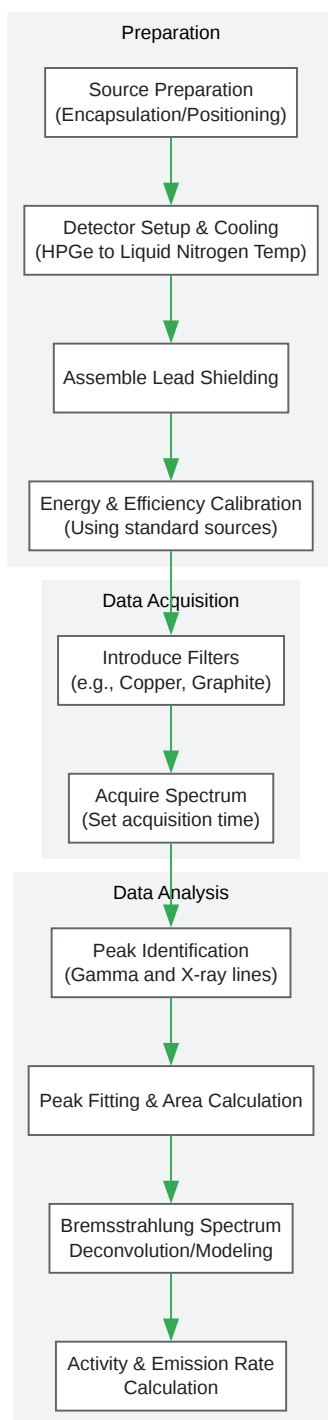 Preparation
Source Preparation
(Encapsulation/Positioning)
Detector Setup & Cooling
(HPGe to Liquid Nitrogen Temp)
Assemble Lead Shielding
Energy & Efficiency Calibration
(Using standard sources)
Data Acquisition
Introduce Filters
(e.g., Copper, Graphite)
Acquire Spectrum
(Set acquisition time)
Data Analysis
Peak Identification
(Gamma and X-ray lines)
Peak Fitting & Area Calculation
Bremsstrahlung Spectrum
Deconvolution/Modeling
Activity & Emission Rate
Calculation